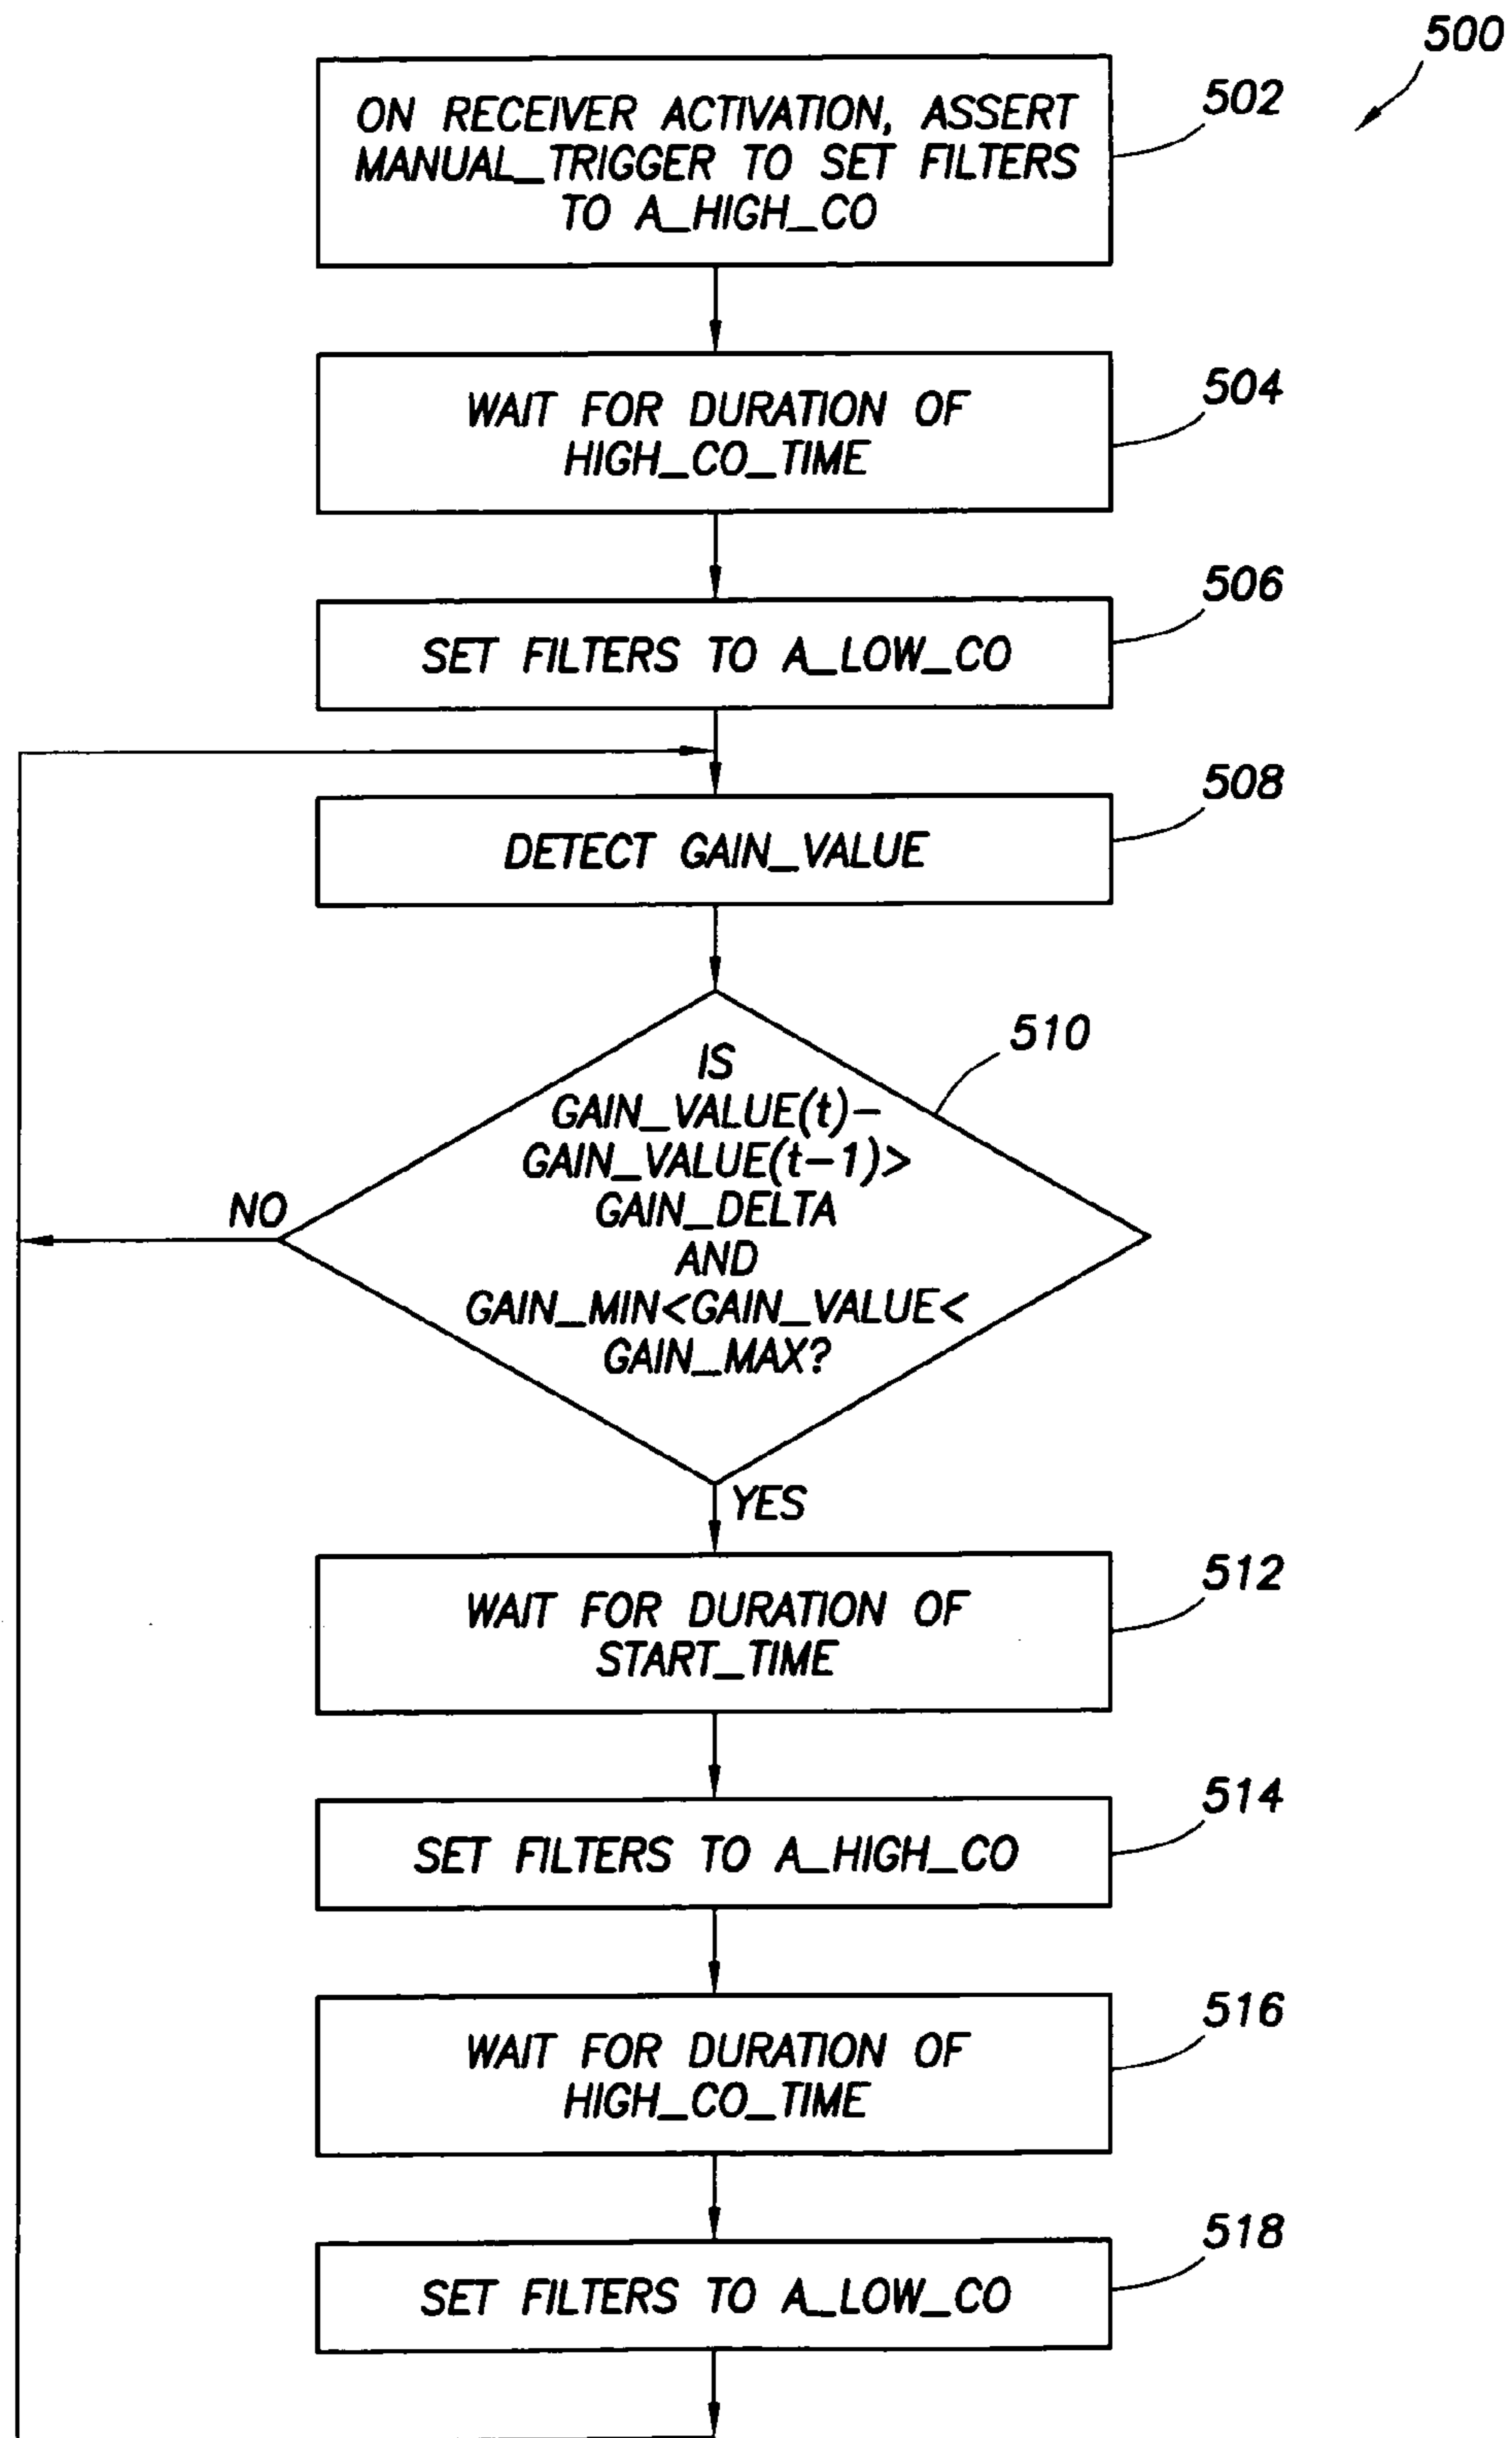 500
ON RECEIVER ACTIVATION, ASSERT
MANUAL_TRIGGER TO SET FILTERS
TO A_HIGH_CO
502
WAIT FOR DURATION OF
HIGH_CO_TIME
504
SET FILTERS TO A_LOW_CO
506
DETECT GAIN_VALUE
508
IS
GAIN_VALUE(t)-
GAIN_VALUE(t-1)>
GAIN_DELTA
AND
GAIN_MIN<GAIN_VALUE<
GAIN_MAX?
510
NO
YES
WAIT FOR DURATION OF
START_TIME
512
SET FILTERS TO A_HIGH_CO
514
WAIT FOR DURATION OF
HIGH_CO_TIME
516
SET FILTERS TO A_LOW_CO
518